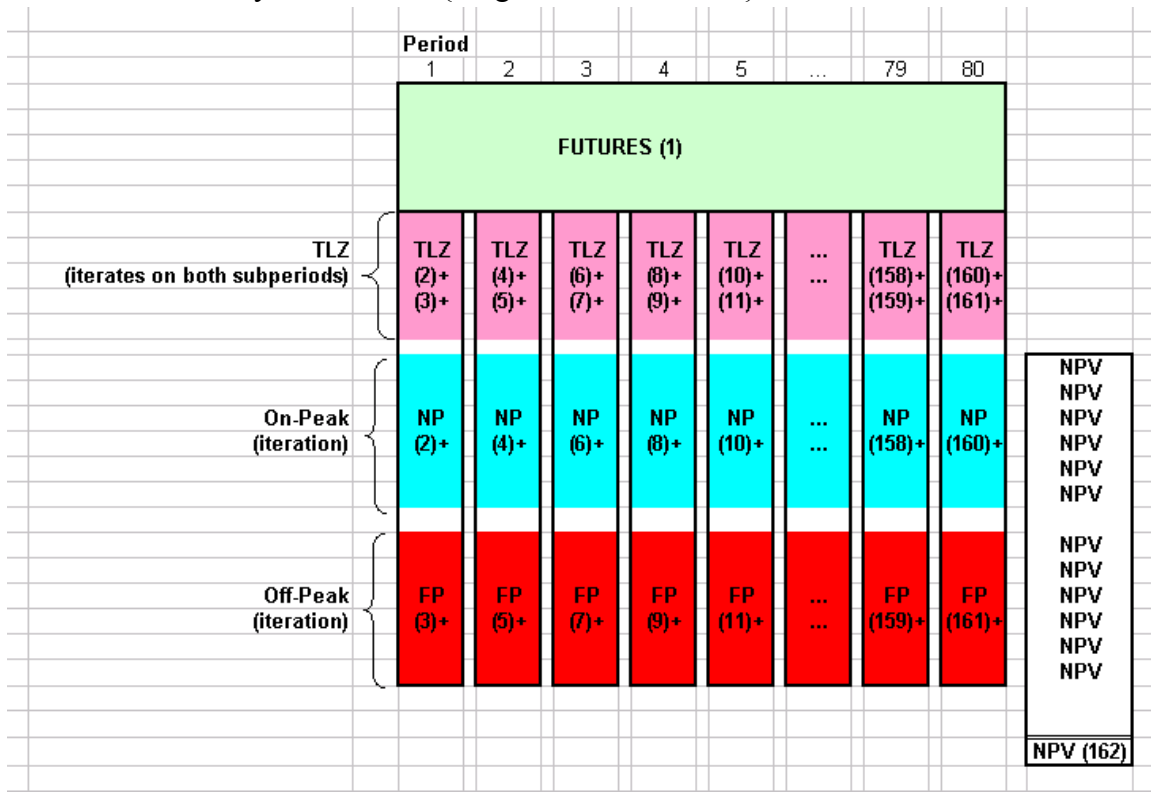 Period
1 2 3 4 5 ... 79 80
FUTURES (1)
TLZ
(iterates on both subperiods)
TLZ TLZ TLZ TLZ TLZ ... TLZ TLZ
(2)+ (4)+ (6)+ (8)+ (10)+ ... (158)+ (160)+
(3)+ (5)+ (7)+ (9)+ (11)+ (159)+ (161)+
On-Peak
(iteration)
NP NP NP NP NP ... NP NP
(2)+ (4)+ (6)+ (8)+ (10)+ ... (158)+ (160)+
Off-Peak
(iteration)
FP FP FP FP FP ... FP FP
(3)+ (5)+ (7)+ (9)+ (11)+ ... (159)+ (161)+
NPV
NPV
NPV
NPV
NPV
NPV
NPV
NPV
NPV
NPV
NPV
NPV
NPV (162)